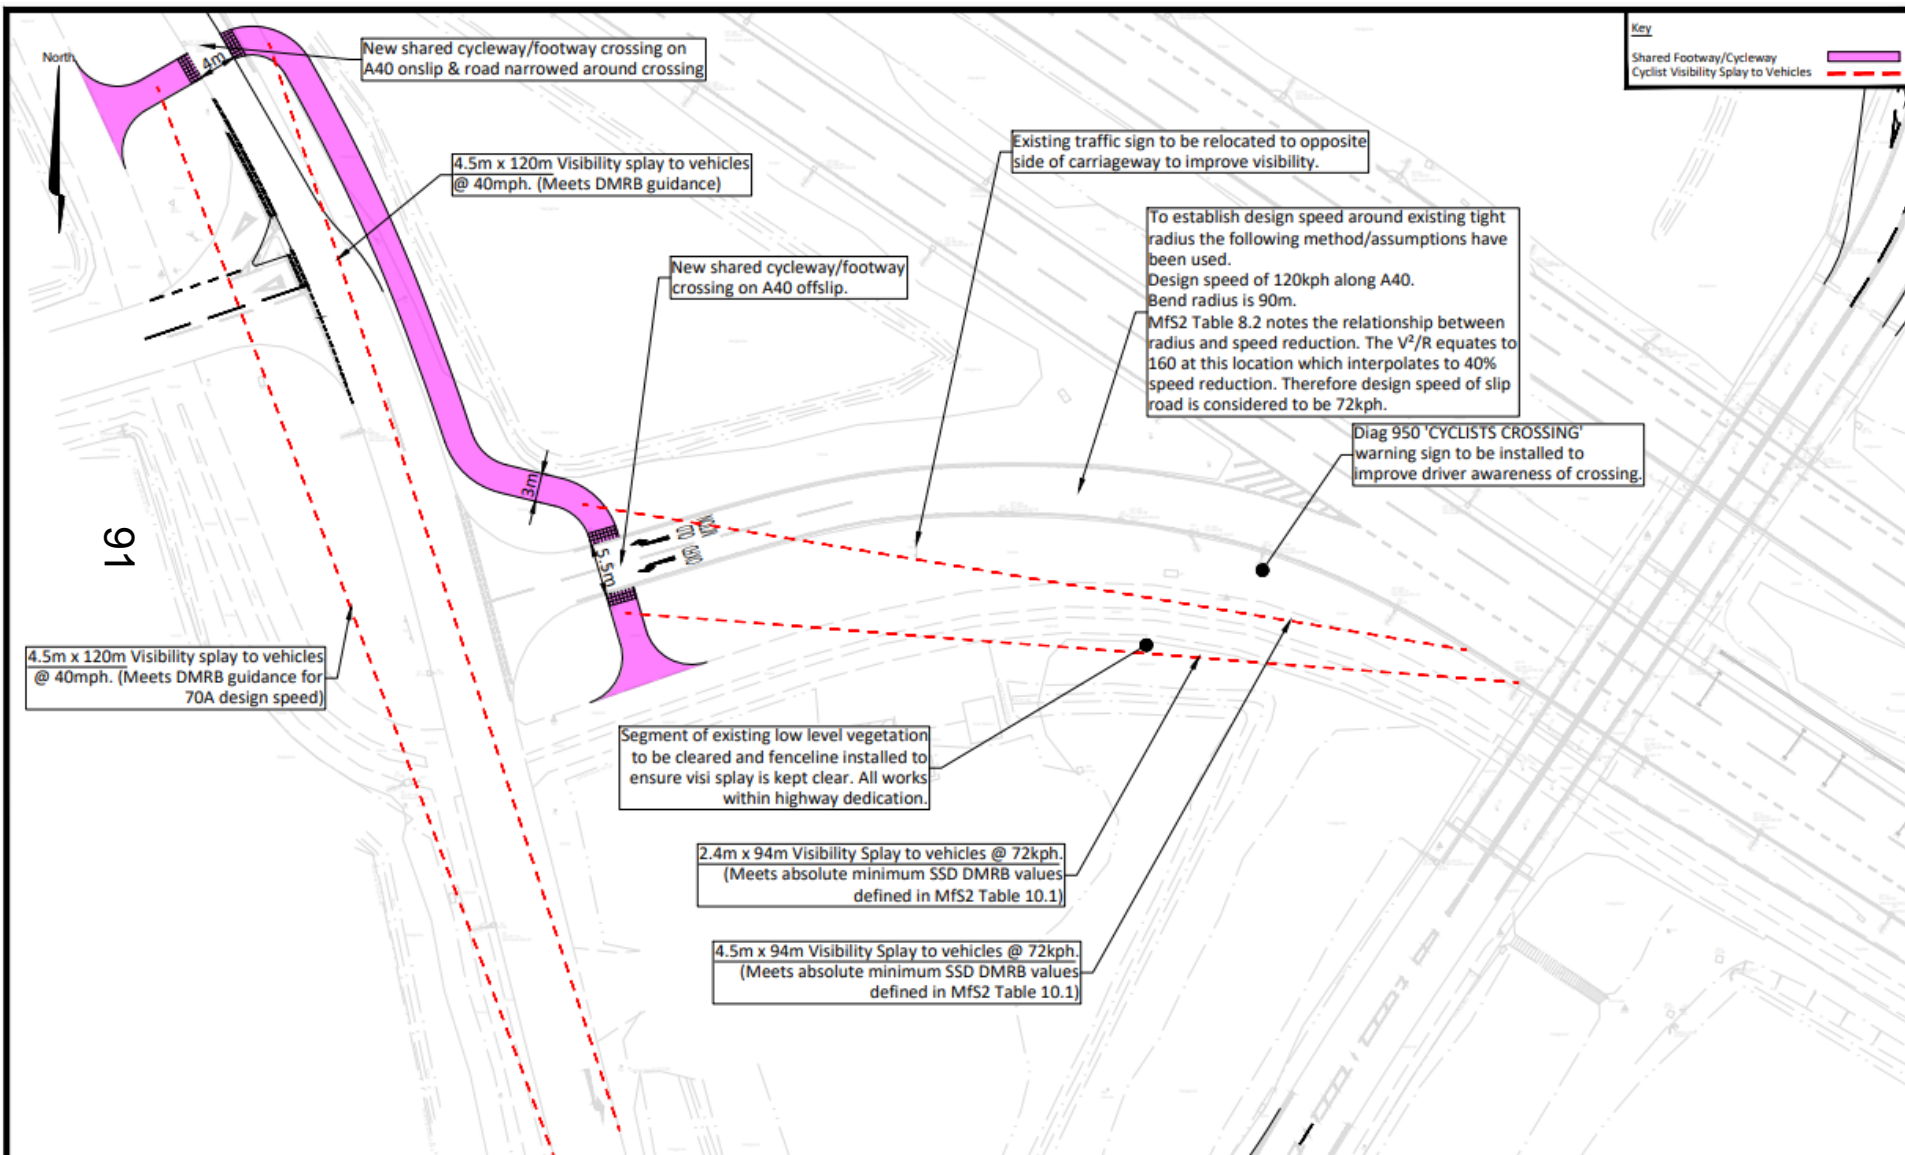 Key
Shared Footway/Cycleway
Cyclist Visibility Splay to Vehicles
North
4m
New shared cycleway/footway crossing on
A40 onslip & road narrowed around crossing
4.5m x 120m Visibility splay to vehicles
@ 40mph. (Meets DMRB guidance)
Existing traffic sign to be relocated to opposite
side of carriageway to improve visibility.
To establish design speed around existing tight
radius the following method/assumptions have
been used.
Design speed of 120kph along A40.
Bend radius is 90m.
MfS2 Table 8.2 notes the relationship between
radius and speed reduction. The V²/R equates to
160 at this location which interpolates to 40%
speed reduction. Therefore design speed of slip
road is considered to be 72kph.
New shared cycleway/footway
crossing on A40 offslip.
Diag 950 'CYCLISTS CROSSING'
warning sign to be installed to
improve driver awareness of crossing.
3m
5.5m
91
4.5m x 120m Visibility splay to vehicles
@ 40mph. (Meets DMRB guidance for
70A design speed)
Segment of existing low level vegetation
to be cleared and fenceline installed to
ensure visi splay is kept clear. All works
within highway dedication.
2.4m x 94m Visibility Splay to vehicles @ 72kph.
(Meets absolute minimum SSD DMRB values
defined in MfS2 Table 10.1)
4.5m x 94m Visibility Splay to vehicles @ 72kph.
(Meets absolute minimum SSD DMRB values
defined in MfS2 Table 10.1)